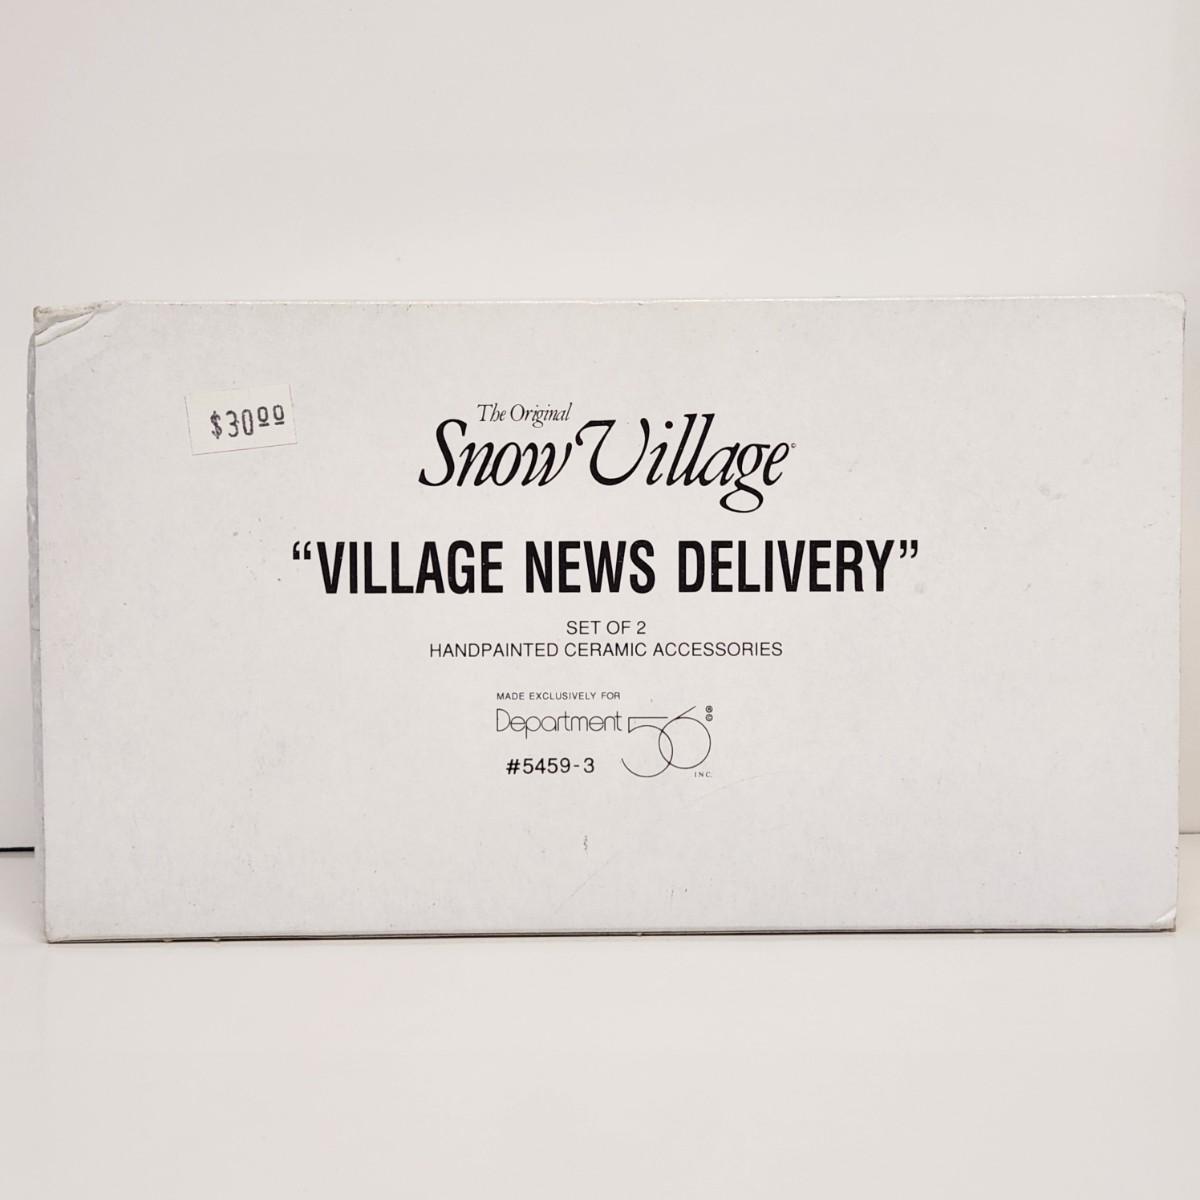 $30.00
The Original
Snow Village®
“VILLAGE NEWS DELIVERY”
SET OF 2
HANDPAINTED CERAMIC ACCESSORIES
MADE EXCLUSIVELY FOR
Department 56 ® ©
INC.
#5459-3